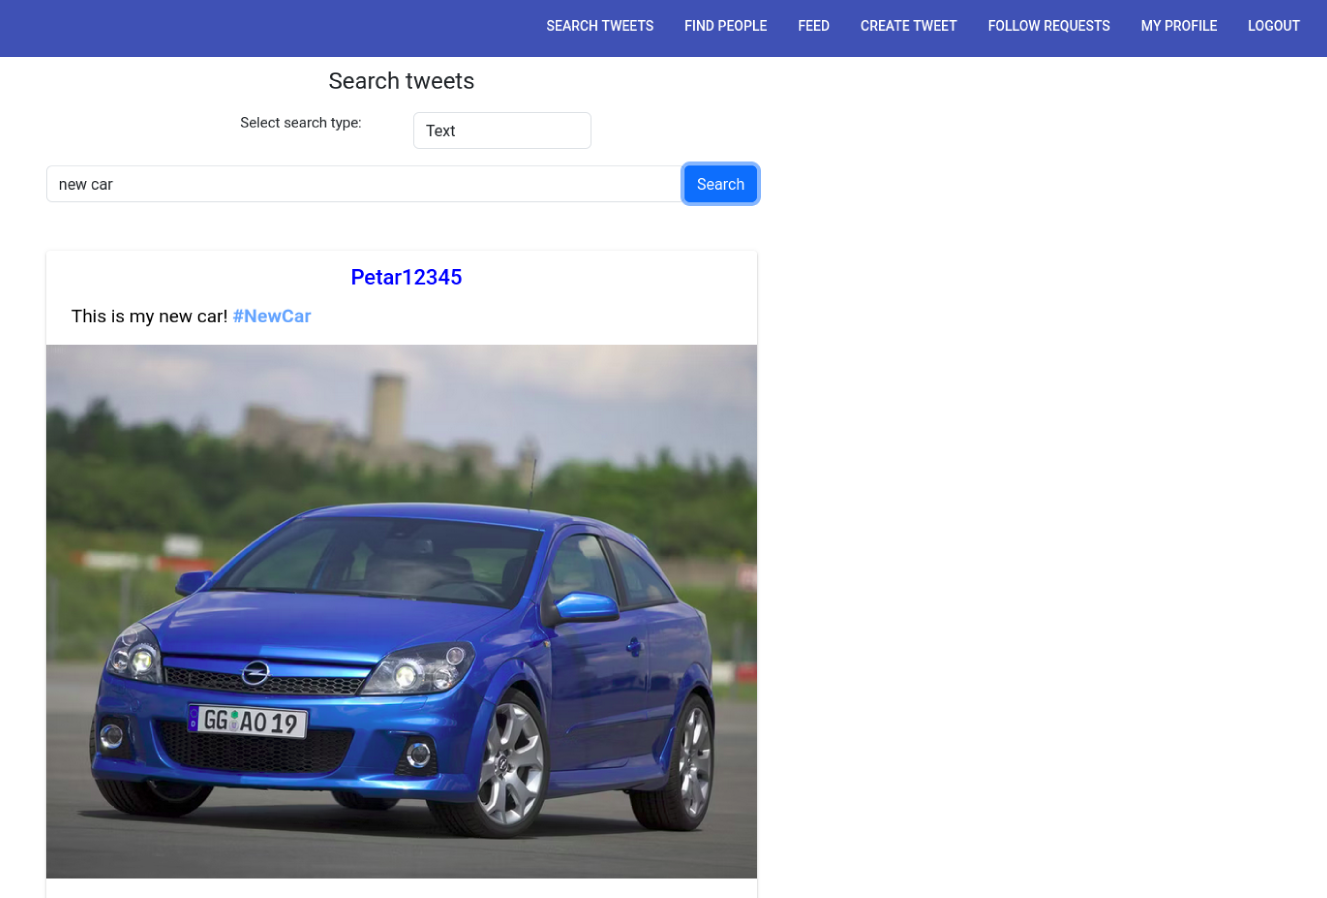 SEARCH TWEETS FIND PEOPLE FEED CREATE TWEET FOLLOW REQUESTS MY PROFILE LOGOUT
Search tweets
Select search type: Text
new car Search
Petar12345
This is my new car! #NewCar
GG AO 19